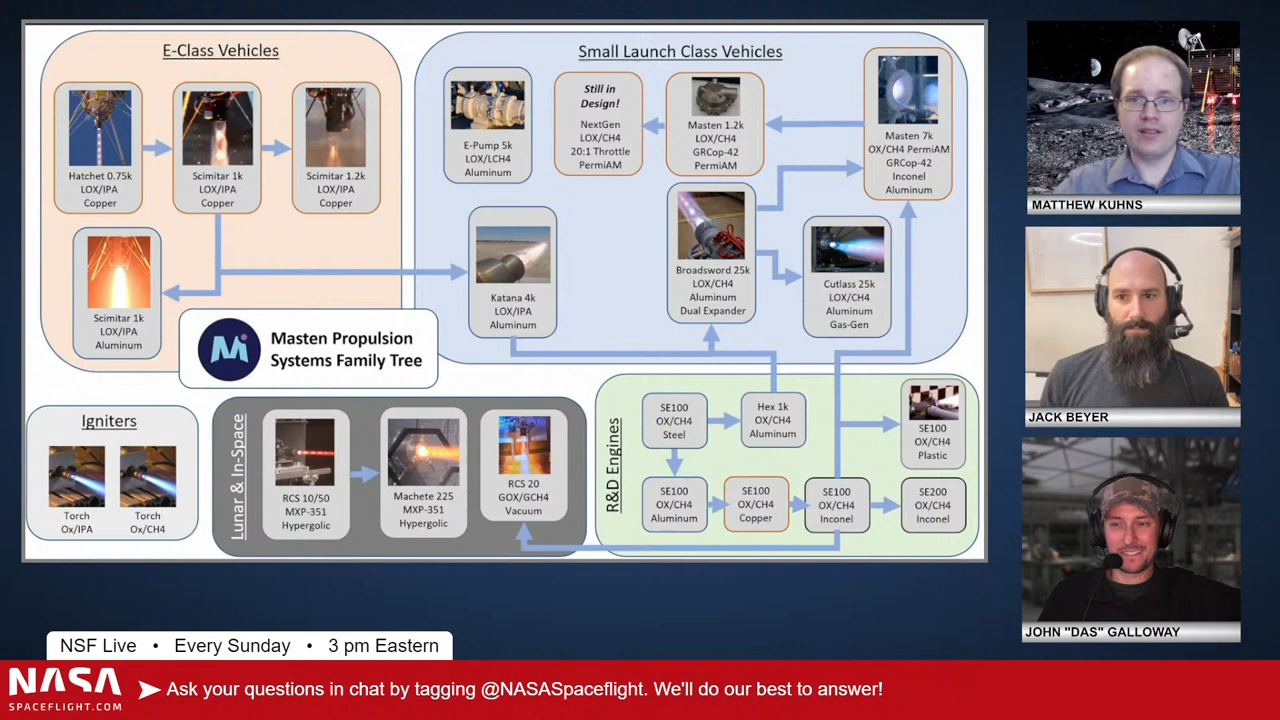 E-Class Vehicles
Hatchet 0.75k
LOX/IPA
Copper
Scimitar 1k
LOX/IPA
Copper
Scimitar 1.2k
LOX/IPA
Copper
Scimitar 1k
LOX/IPA
Aluminum
Masten Propulsion
Systems Family Tree
Small Launch Class Vehicles
E-Pump 5k
LOX/LCH4
Aluminum
Still in
Design!
NextGen
LOX/CH4
20:1 Throttle
PermiAM
Masten 1.2k
LOX/CH4
GRCop-42
PermiAM
Masten 7k
OX/CH4 PermiAM
GRCop-42
Inconel
Aluminum
Katana 4k
LOX/IPA
Aluminum
Broadsword 25k
LOX/CH4
Aluminum
Dual Expander
Cutlass 25k
LOX/CH4
Aluminum
Gas-Gen
Igniters
Torch
Ox/IPA
Torch
Ox/CH4
Lunar & In-Space
RCS 10/50
MXP-351
Hypergolic
Machete 225
MXP-351
Hypergolic
RCS 20
GOX/GCH4
Vacuum
R&D Engines
SE100
OX/CH4
Steel
Hex 1k
OX/CH4
Aluminum
SE100
OX/CH4
Plastic
SE100
OX/CH4
Aluminum
SE100
OX/CH4
Copper
SE100
OX/CH4
Inconel
SE200
OX/CH4
Inconel
MATTHEW KUHNS
JACK BEYER
JOHN "DAS" GALLOWAY
NSF Live • Every Sunday • 3 pm Eastern
NASA
SPACEFLIGHT.COM
Ask your questions in chat by tagging @NASASpaceflight. We'll do our best to answer!